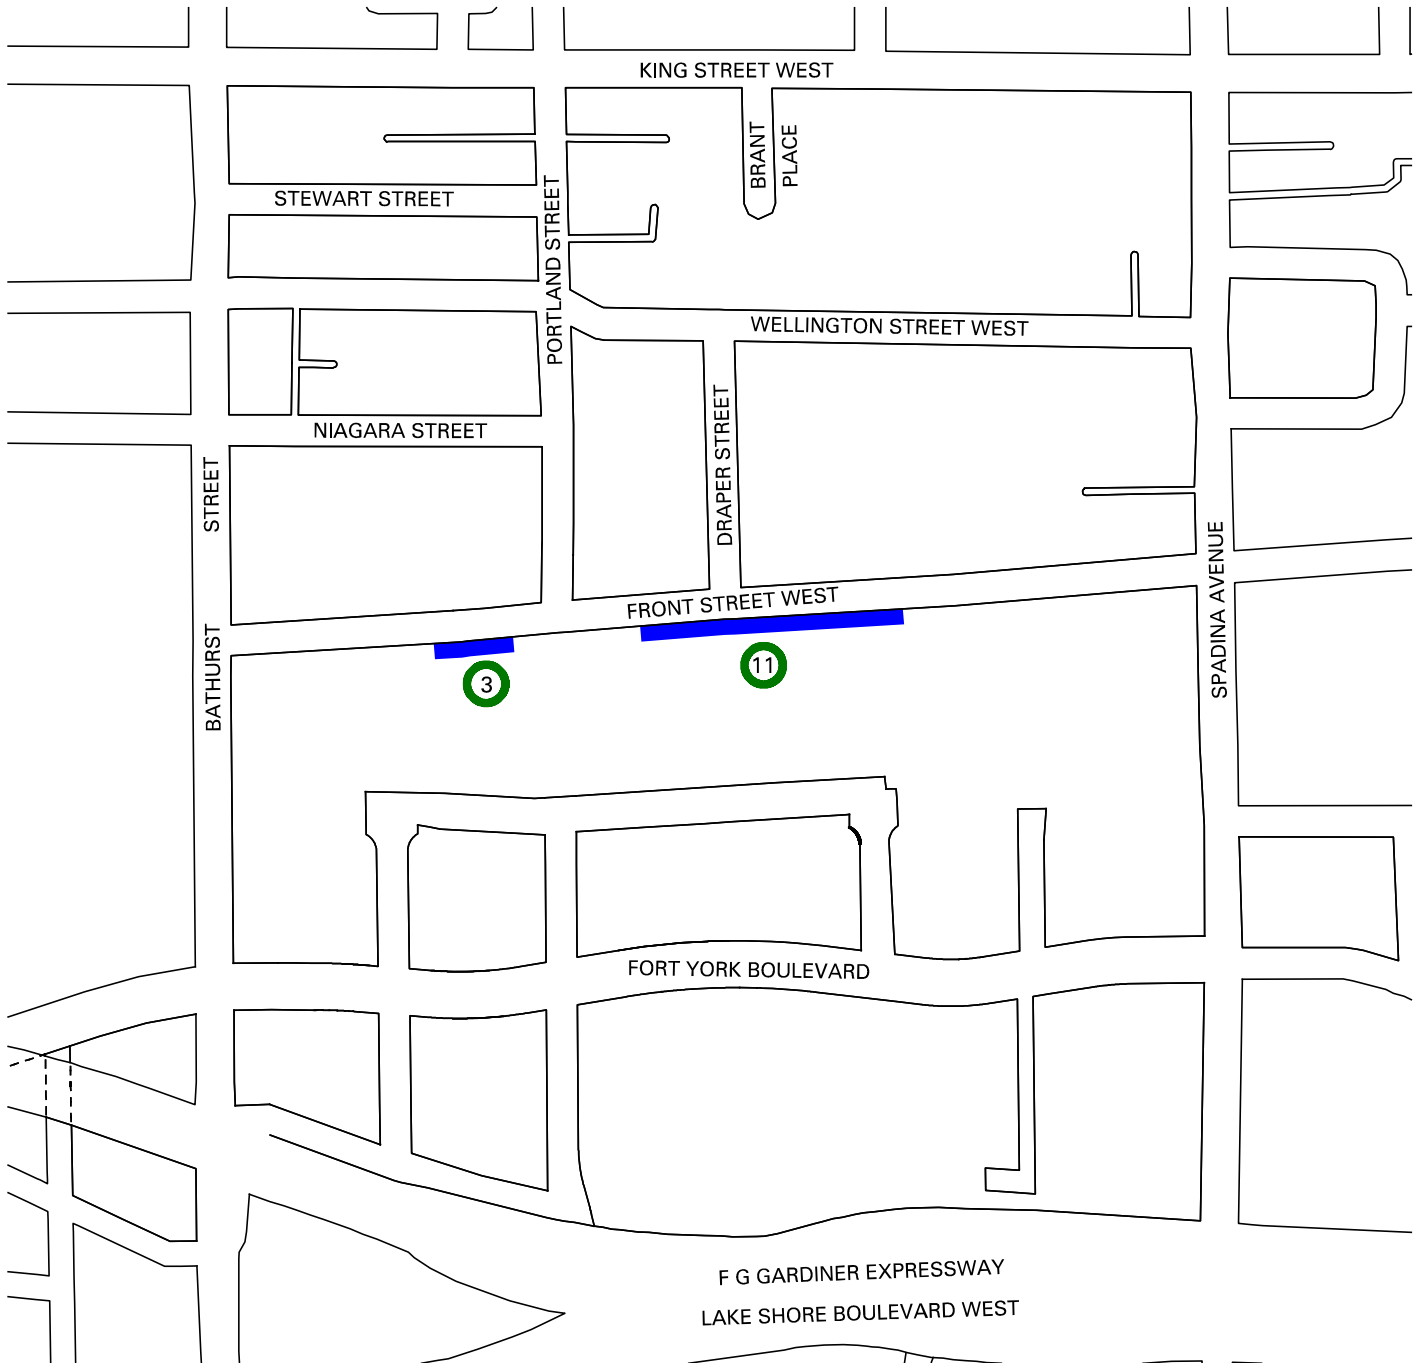 KING STREET WEST
BRANT
PLACE
STEWART STREET
PORTLAND STREET
WELLINGTON STREET WEST
NIAGARA STREET
DRAPER STREET
STREET
BATHURST
SPADINA AVENUE
FRONT STREET WEST
11
3
FORT YORK BOULEVARD
F G GARDINER EXPRESSWAY
LAKE SHORE BOULEVARD WEST